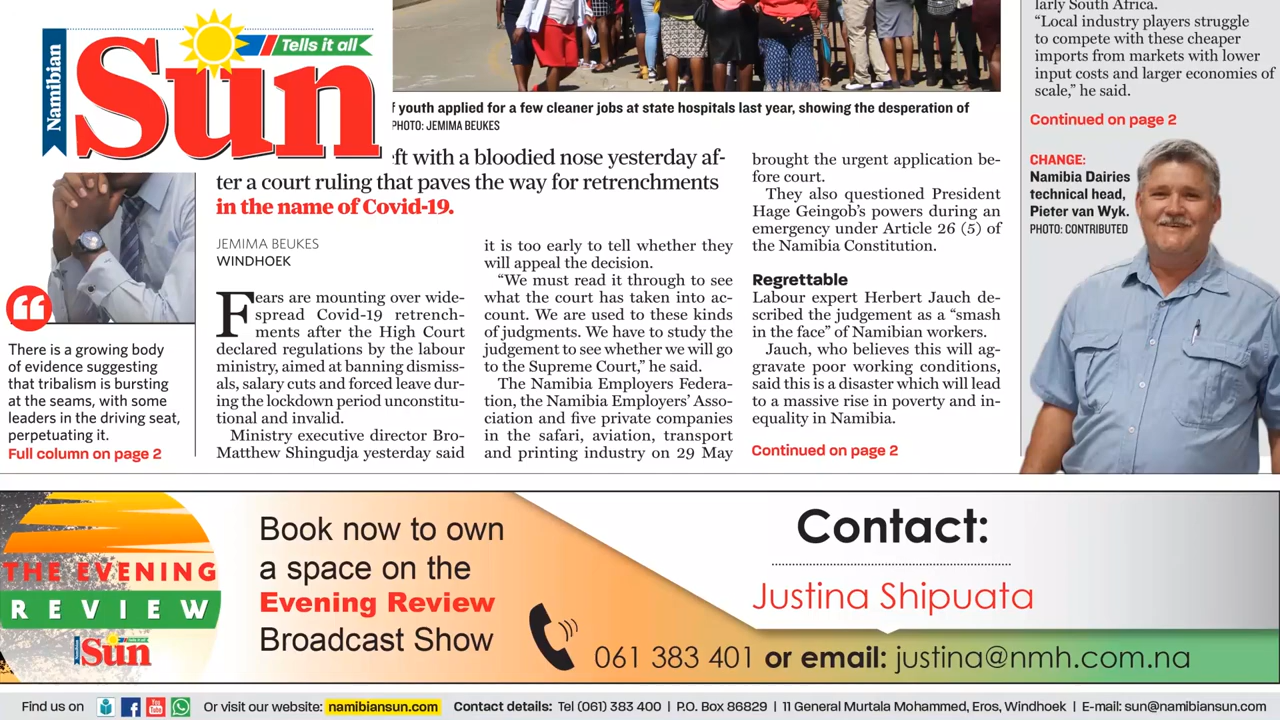 Namibian
Sun
Tells it all
f youth applied for a few cleaner jobs at state hospitals last year, showing the desperation of
PHOTO: JEMIMA BEUKES
eft with a bloodied nose yesterday af-
ter a court ruling that paves the way for retrenchments
in the name of Covid-19.
There is a growing body
of evidence suggesting
that tribalism is bursting
at the seams, with some
leaders in the driving seat,
perpetuating it.
Full column on page 2
JEMIMA BEUKES
WINDHOEK
Fears are mounting over wide-
spread Covid-19 retrench-
ments after the High Court
declared regulations by the labour
ministry, aimed at banning dismiss-
als, salary cuts and forced leave dur-
ing the lockdown period unconstitu-
tional and invalid.
Ministry executive director Bro-
Matthew Shingudja yesterday said
it is too early to tell whether they
will appeal the decision.
“We must read it through to see
what the court has taken into ac-
count. We are used to these kinds
of judgments. We have to study the
judgement to see whether we will go
to the Supreme Court,” he said.
The Namibia Employers Federa-
tion, the Namibia Employers’ Asso-
ciation and five private companies
in the safari, aviation, transport
and printing industry on 29 May
brought the urgent application be-
fore court.
They also questioned President
Hage Geingob’s powers during an
emergency under Article 26 (5) of
the Namibia Constitution.
Regrettable
Labour expert Herbert Jauch de-
scribed the judgement as a “smash
in the face” of Namibian workers.
Jauch, who believes this will ag-
gravate poor working conditions,
said this is a disaster which will lead
to a massive rise in poverty and in-
equality in Namibia.
Continued on page 2
larly South Africa.
“Local industry players struggle
to compete with these cheaper
imports from markets with lower
input costs and larger economies of
scale,” he said.
Continued on page 2
CHANGE:
Namibia Dairies
technical head,
Pieter van Wyk.
PHOTO: CONTRIBUTED
THE EVENING
REVIEW
Sun
Book now to own
a space on the
Evening Review
Broadcast Show
Contact:
Justina Shipuata
061 383 401 or email: justina@nmh.com.na
Find us on Or visit our website: namibiansun.com Contact details: Tel (061) 383 400 | P.O. Box 86829 | 11 General Murtala Mohammed, Eros, Windhoek | E-mail: sun@namibiansun.com